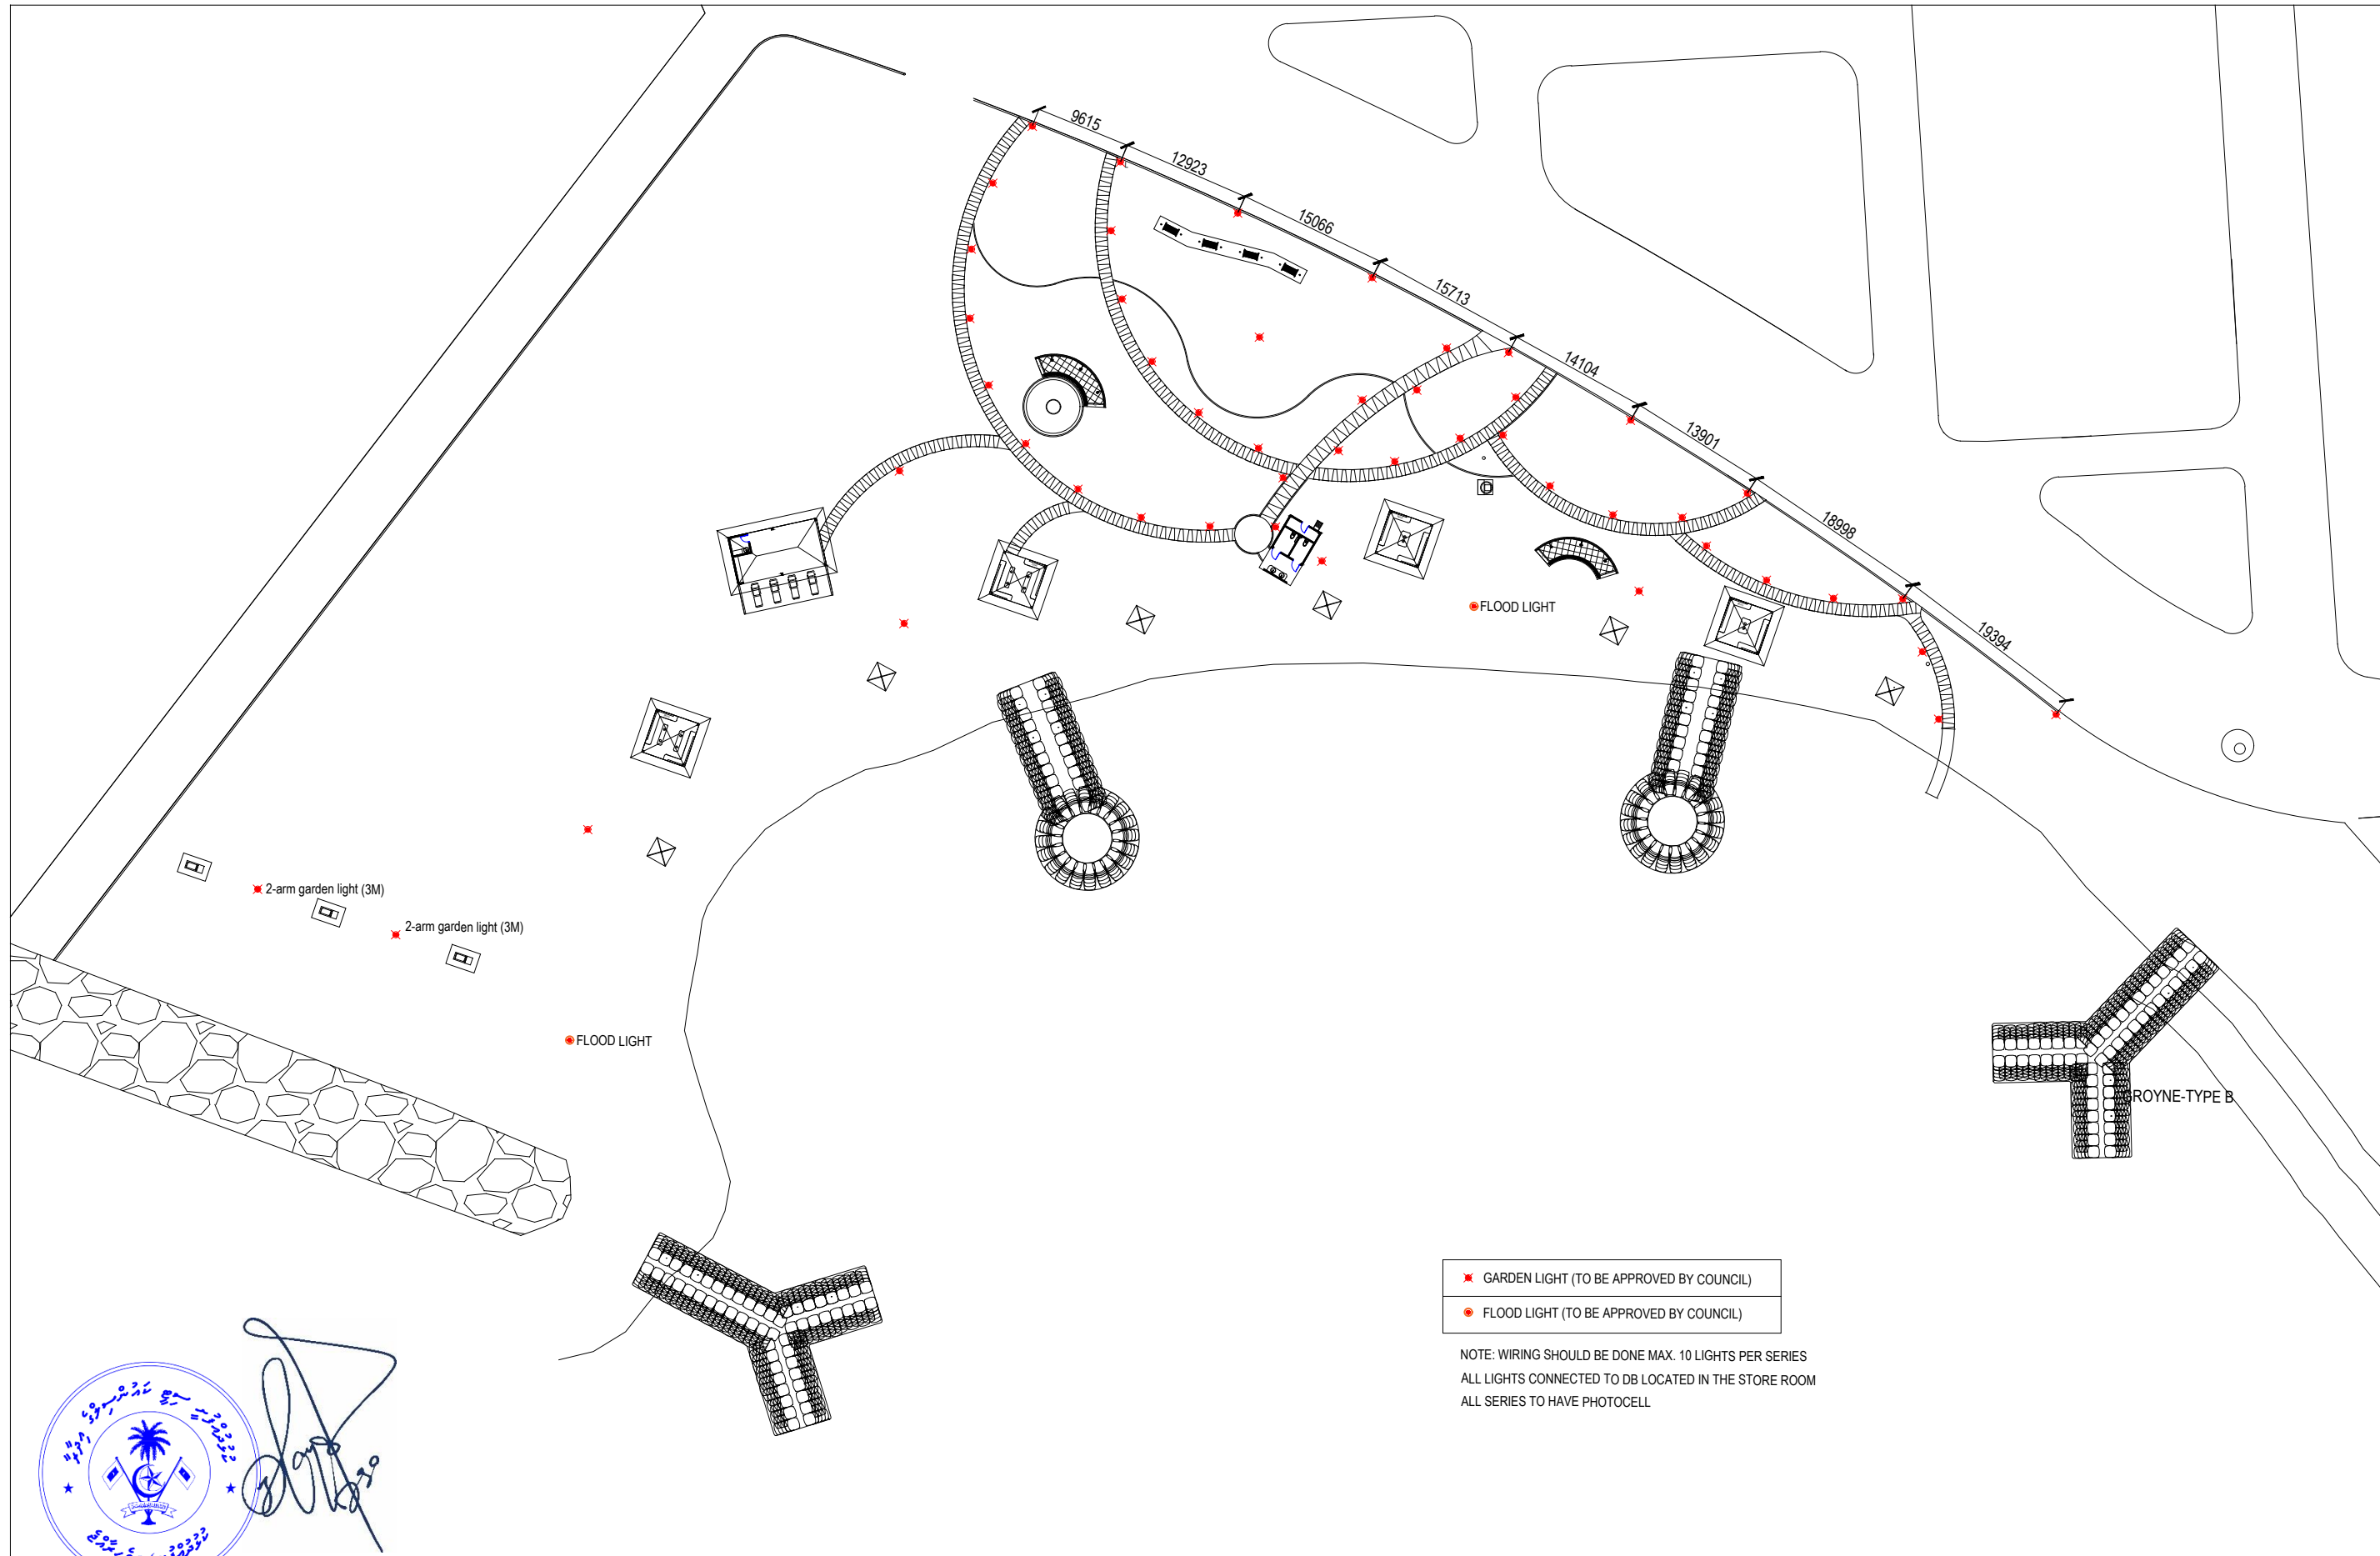 9615
12923
15066
15713
14104
13901
18998
19394
FLOOD LIGHT
2-arm garden light (3M)
2-arm garden light (3M)
FLOOD LIGHT
GROYNE-TYPE B
GARDEN LIGHT (TO BE APPROVED BY COUNCIL)
FLOOD LIGHT (TO BE APPROVED BY COUNCIL)
NOTE: WIRING SHOULD BE DONE MAX. 10 LIGHTS PER SERIES
ALL LIGHTS CONNECTED TO DB LOCATED IN THE STORE ROOM
ALL SERIES TO HAVE PHOTOCELL